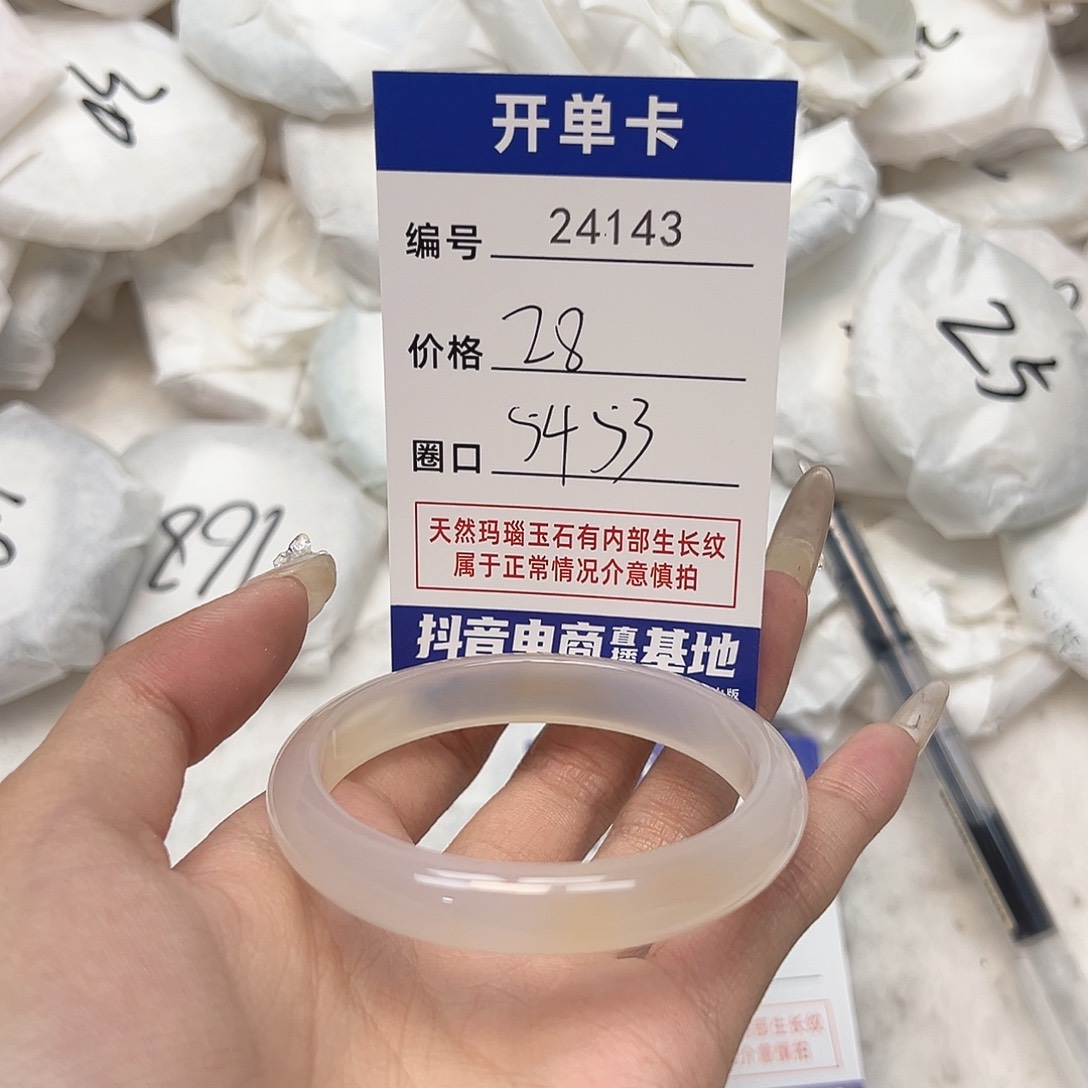 开单卡
编号 24143
价格 28
圈口 54 53
天然玛瑙玉石有内部生长纹
属于正常情况介意慎拍
抖音电商直播基地
25
168